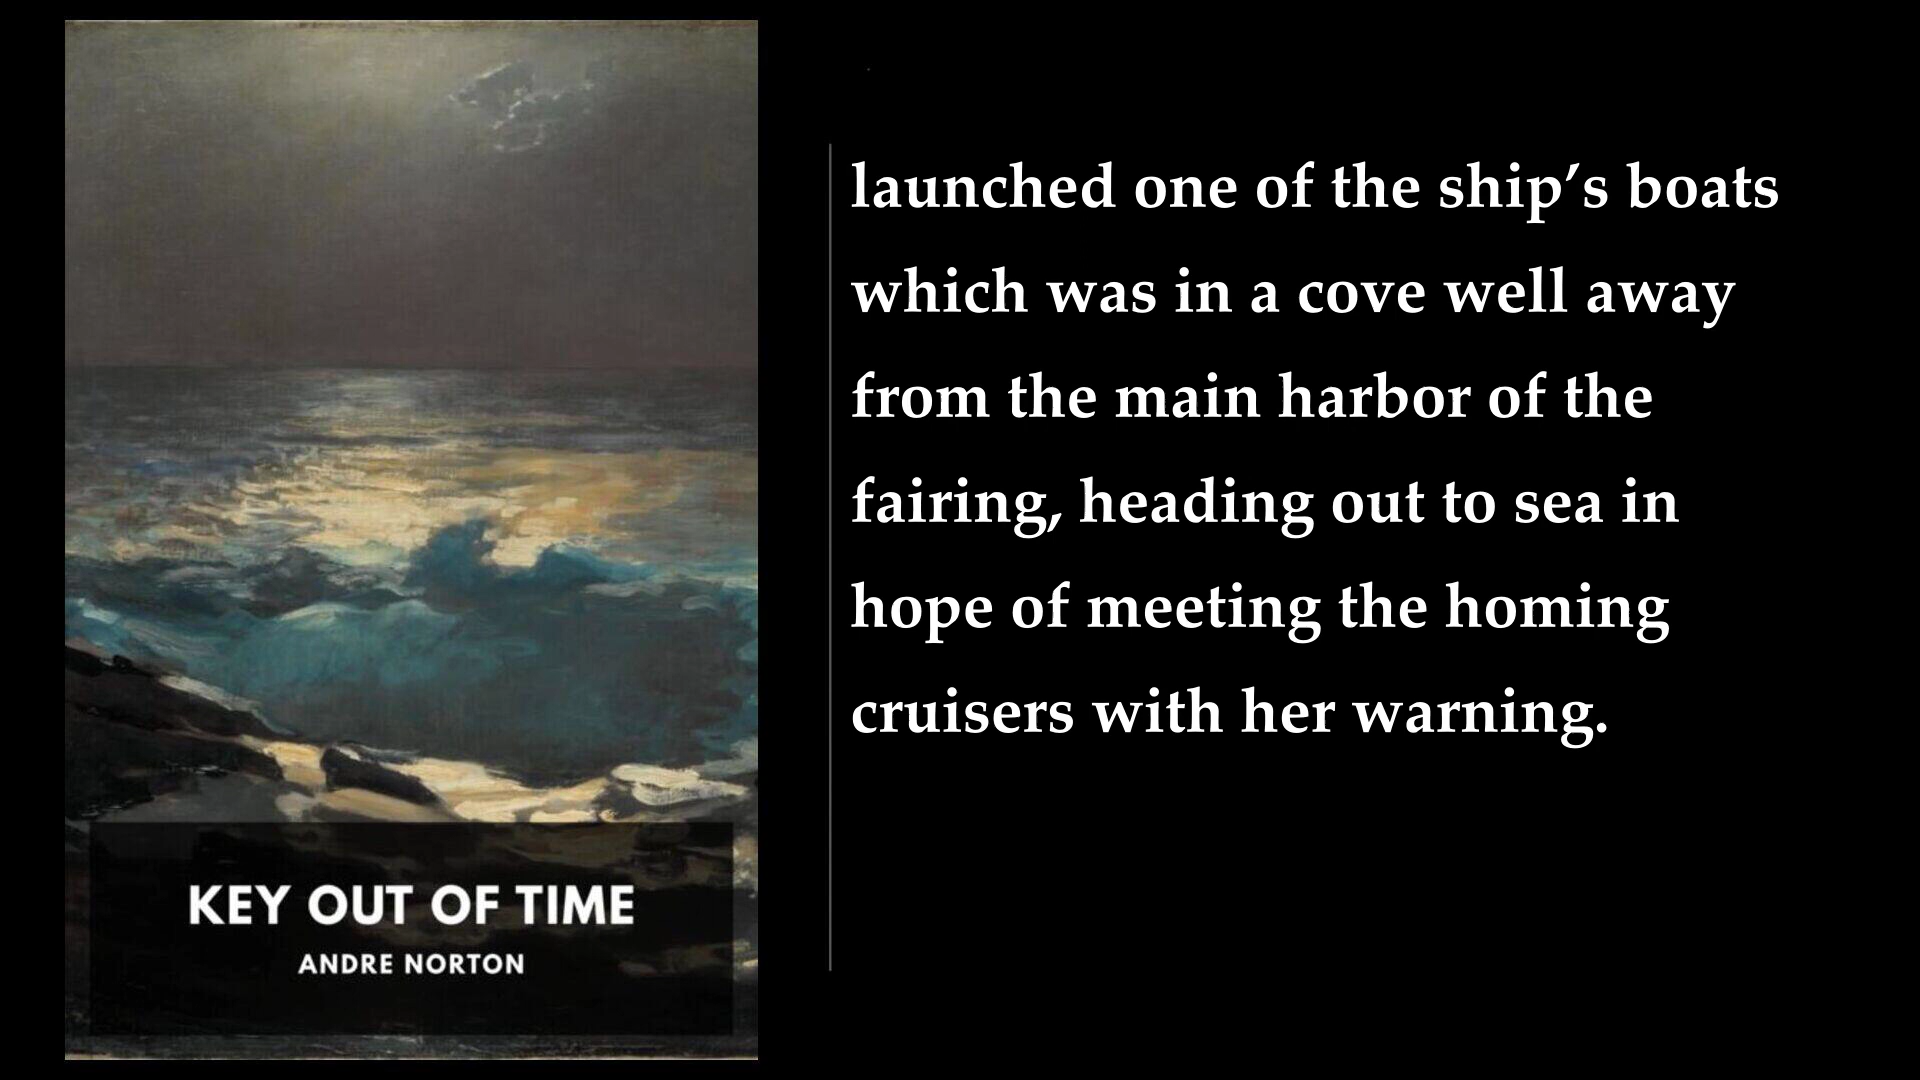 launched one of the ship’s boats
which was in a cove well away
from the main harbor of the
fairing, heading out to sea in
hope of meeting the homing
cruisers with her warning.
KEY OUT OF TIME
ANDRE NORTON